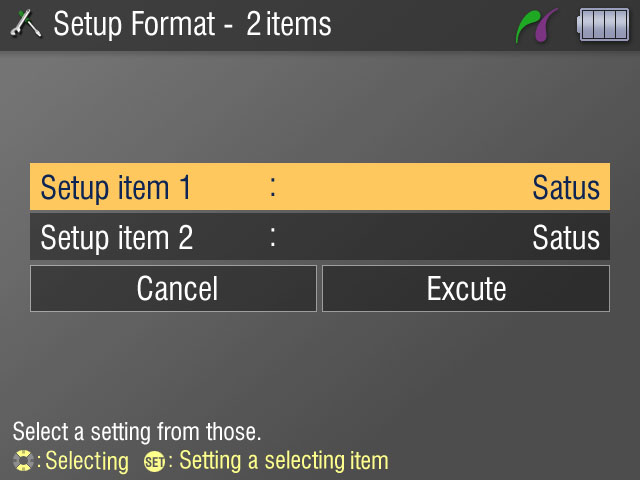 Setup Format - 2 items
Setup item 1 : Satus
Setup item 2 : Satus
Cancel Excute
Select a setting from those.
: Selecting SET : Setting a selecting item